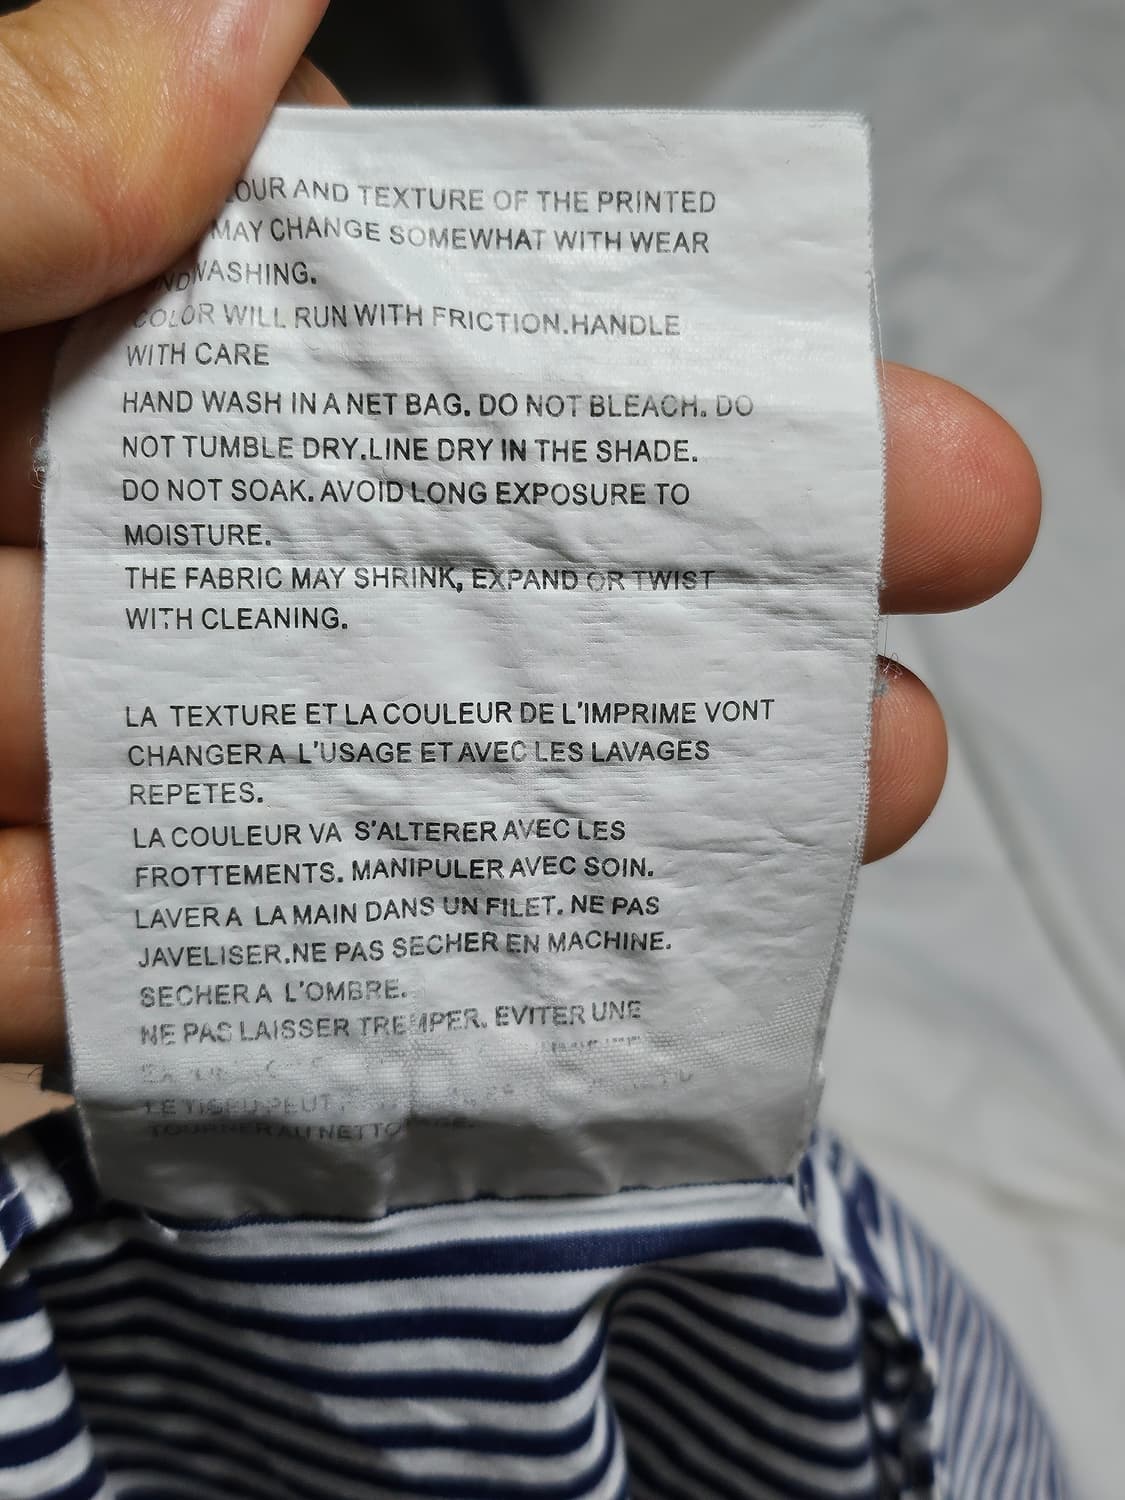 OUR AND TEXTURE OF THE PRINTED
MAY CHANGE SOMEWHAT WITH WEAR
WASHING.
COLOR WILL RUN WITH FRICTION.HANDLE
WITH CARE
HAND WASH IN A NET BAG. DO NOT BLEACH. DO
NOT TUMBLE DRY.LINE DRY IN THE SHADE.
DO NOT SOAK. AVOID LONG EXPOSURE TO
MOISTURE.
THE FABRIC MAY SHRINK, EXPAND OR TWIST
WITH CLEANING.
LA TEXTURE ET LA COULEUR DE L'IMPRIME VONT
CHANGER A L'USAGE ET AVEC LES LAVAGES
REPETES.
LA COULEUR VA S'ALTERER AVEC LES
FROTTEMENTS. MANIPULER AVEC SOIN.
LAVER A LA MAIN DANS UN FILET. NE PAS
JAVELISER.NE PAS SECHER EN MACHINE.
SECHER A L'OMBRE.
NE PAS LAISSER TREMPER. EVITER UNE
LE TISSU PEUT
TOURNER AU NETTOYAGE.